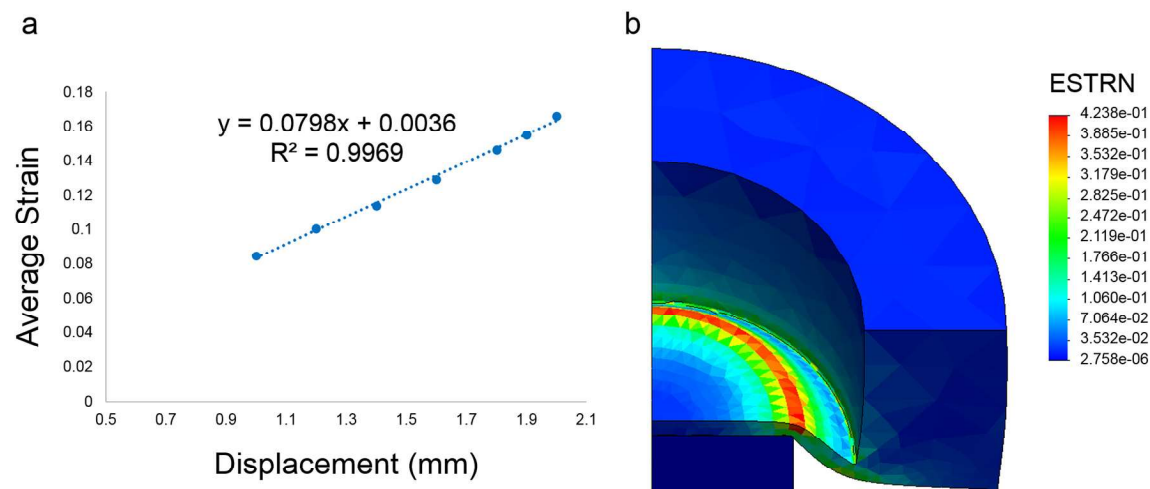 a
y = 0.0798x + 0.0036
R² = 0.9969
Average Strain
0.18
0.16
0.14
0.12
0.1
0.08
0.06
0.04
0.02
0
0.5 0.7 0.9 1.1 1.3 1.5 1.7 1.9 2.1
Displacement (mm)
b
ESTRN
4.238e-01
3.885e-01
3.532e-01
3.179e-01
2.825e-01
2.472e-01
2.119e-01
1.766e-01
1.413e-01
1.060e-01
7.064e-02
3.532e-02
2.758e-06